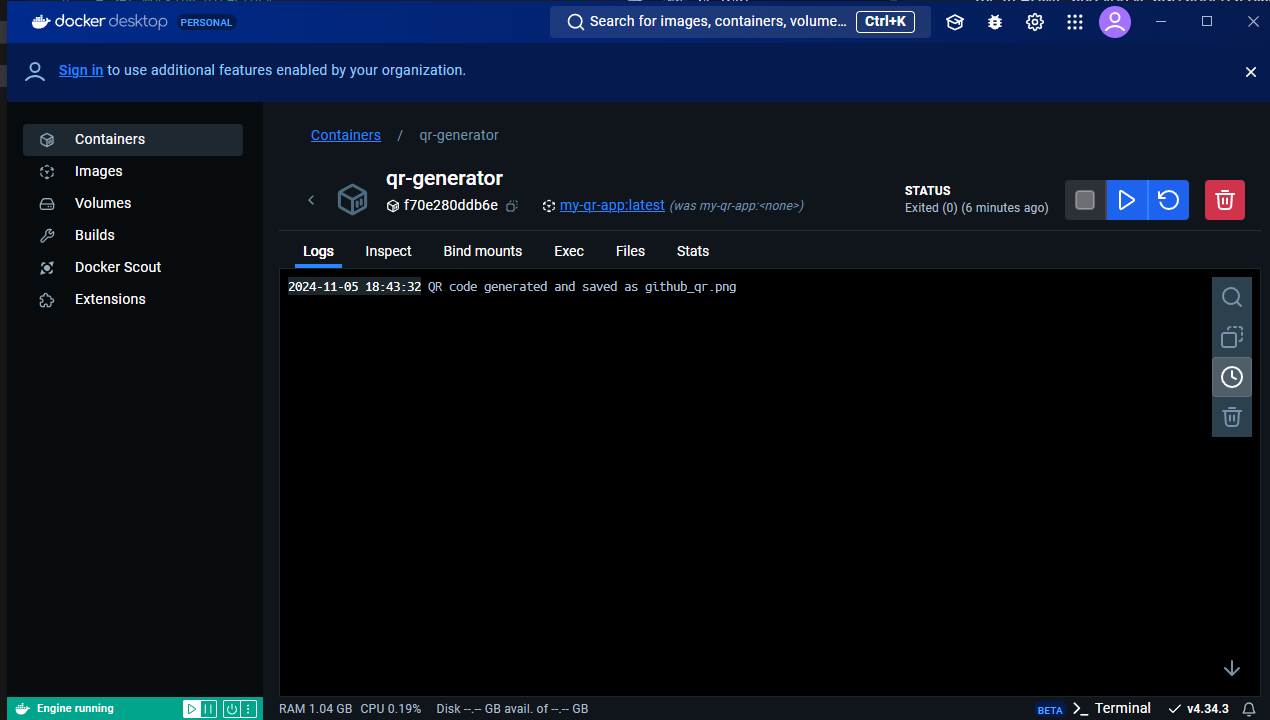 docker desktop PERSONAL
Search for images, containers, volume... Ctrl+K
Sign in to use additional features enabled by your organization.
Containers
Images
Volumes
Builds
Docker Scout
Extensions
Containers / qr-generator
qr-generator
f70e280ddb6e
my-qr-app:latest (was my-qr-app:<none>)
STATUS
Exited (0) (6 minutes ago)
Logs Inspect Bind mounts Exec Files Stats
2024-11-05 18:43:32 QR code generated and saved as github_qr.png
Engine running
RAM 1.04 GB CPU 0.19% Disk --.-- GB avail. of --.-- GB
BETA >_ Terminal v4.34.3